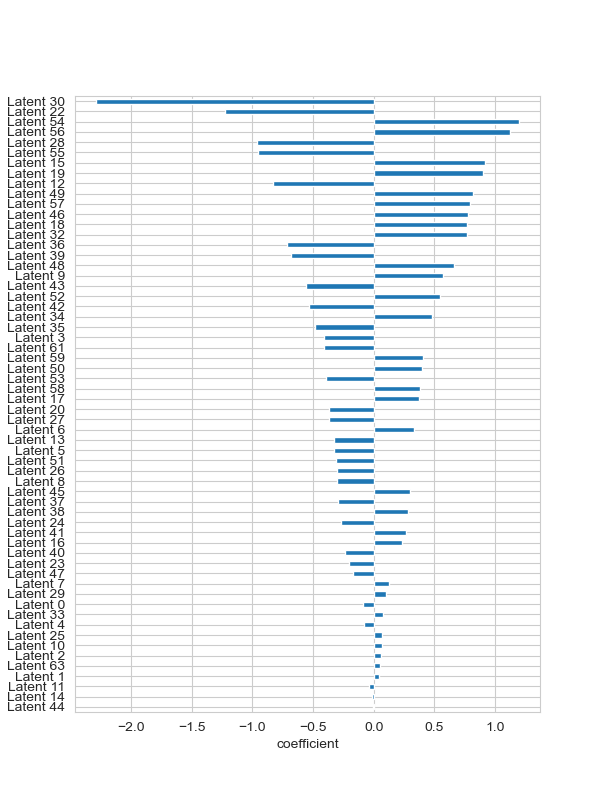 Latent 30
Latent 22
Latent 54
Latent 56
Latent 28
Latent 55
Latent 15
Latent 19
Latent 12
Latent 49
Latent 57
Latent 46
Latent 18
Latent 32
Latent 36
Latent 39
Latent 48
Latent 9
Latent 43
Latent 52
Latent 42
Latent 34
Latent 35
Latent 3
Latent 61
Latent 59
Latent 50
Latent 53
Latent 58
Latent 17
Latent 20
Latent 27
Latent 6
Latent 13
Latent 5
Latent 51
Latent 26
Latent 8
Latent 45
Latent 37
Latent 38
Latent 24
Latent 41
Latent 16
Latent 40
Latent 23
Latent 47
Latent 7
Latent 29
Latent 0
Latent 33
Latent 4
Latent 25
Latent 10
Latent 2
Latent 63
Latent 1
Latent 11
Latent 14
Latent 44
−2.0 −1.5 −1.0 −0.5 0.0 0.5 1.0
coefficient